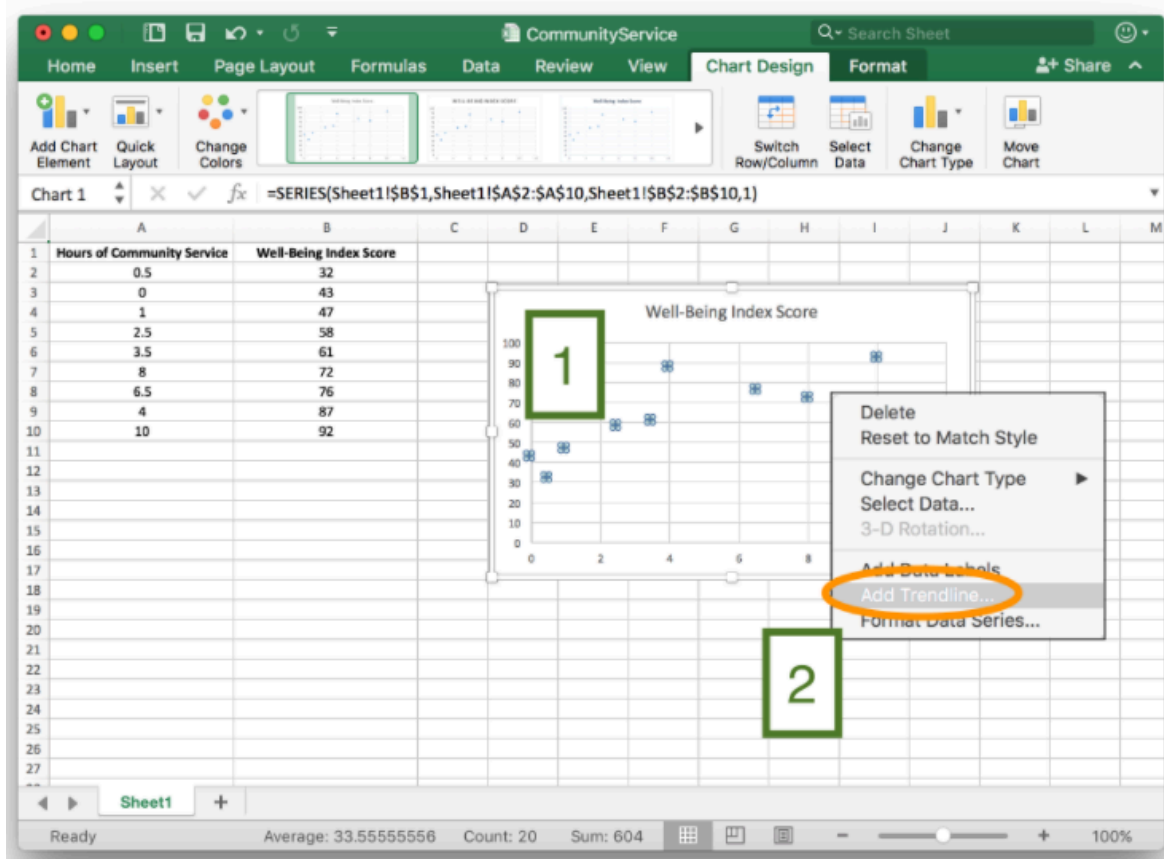 CommunityService
Search Sheet
Home Insert Page Layout Formulas Data Review View Chart Design Format Share
Add Chart Element Quick Layout Change Colors Switch Row/Column Select Data Change Chart Type Move Chart
Chart 1 fx =SERIES(Sheet1!$B$1,Sheet1!$A$2:$A$10,Sheet1!$B$2:$B$10,1)
A B C D E F G H I J K L M
1 Hours of Community Service Well-Being Index Score
2 0.5 32
3 0 43
4 1 47
5 2.5 58
6 3.5 61
7 8 72
8 6.5 76
9 4 87
10 10 92
11
12
13
14
15
16
17
18
19
20
21
22
23
24
25
26
27
Well-Being Index Score
100
90
80
70
60
50
40
30
20
10
0
0 2 4 6 8
1
Delete
Reset to Match Style
Change Chart Type
Select Data...
3-D Rotation...
Add Data Labels
Add Trendline...
Format Data Series...
2
Sheet1 +
Ready Average: 33.55555556 Count: 20 Sum: 604 100%